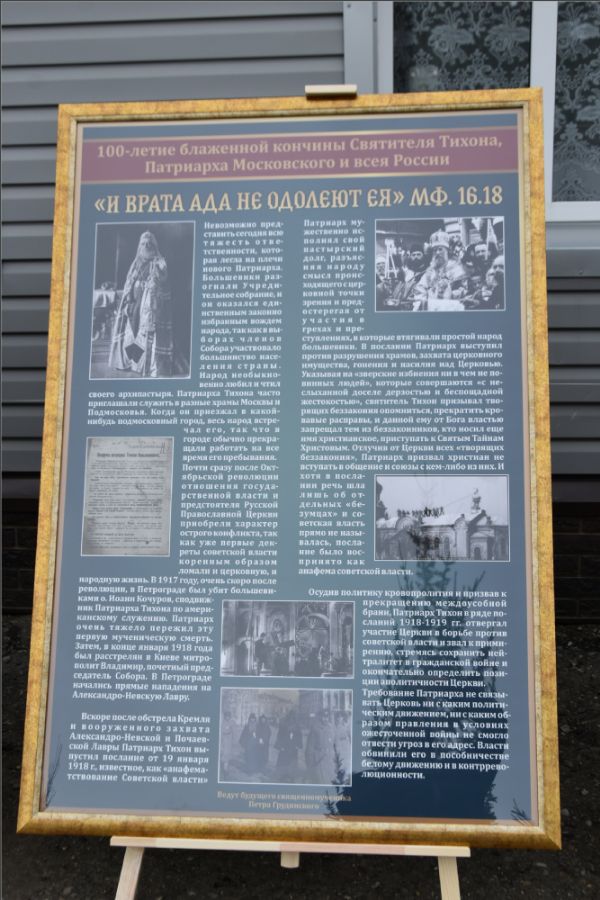 100-летие блаженной кончины Святителя Тихона,
Патриарха Московского и всея России
«И ВРАТА АДА НЕ ОДОЛЕЮТ ЕЯ» МФ. 16.18
Невозможно пред-
ставить сегодня всю
тяжесть отве-
тственности, кото-
рая легла на плечи
нового Патриарха.
Большевики раз-
огнали Учреди-
тельное собрание, и
он оказался еди-
нственным законно
избранным вождем
народа, так как в вы-
борах членов
Собора участвовало
большинство насе-
ления страны.
Народ необыкно-
венно любил и чтил
своего архипастыря. Патриарха Тихона часто
приглашали служить в разные храмы Москвы и
Подмосковья. Когда он приезжал в какой-
нибудь подмосковный город, весь народ встре-
чал его, так что в
городе обычно прекра-
щали работать на все
время его пребывания.
Почти сразу после Окт-
ябрьской революции
отношения госуда-
рственной власти и
предстоятеля Русской
Православной Церкви
приобрели характер
острого конфликта, так
как уже первые дек-
реты советской власти
коренным образом
ломали и церковную, и
народную жизнь. В 1917 году, очень скоро после
революции, в Петрограде был убит большеви-
ками о. Иоанн Кочуров, сподвиж-
ник Патриарха Тихона по амери-
канскому служению. Патриарх
очень тяжело пережил эту
первую мученическую смерть.
Затем, в конце января 1918 года
был расстрелян в Киеве митро-
полит Владимир, почетный пред-
седатель Собора. В Петрограде
начались прямые нападения на
Александро-Невскую Лавру.
Вскоре после обстрела Кремля
и вооруженного захвата
Александро-Невской и Почаев-
ской Лавры Патриарх Тихон вы-
пустил послание от 19 января
1918 г., известное, как «анафема-
тствование Советской власти»
Патриарх му-
жественно ис-
полнял свой
пастырский
долг, разъяс-
няя народу
смысл проис-
ходящего с цер-
ковной точки
зрения и пред-
остерегая от
участия в
грехах и пре-
ступлениях, в которые втягивали простой народ
большевики. В послании Патриарх выступил
против разрушения храмов, захвата церковного
имущества, гонения и насилия над Церковью.
Указывая на «зверские избиения ни в чем не по-
винных людей», которые совершаются «с не-
слыханной доселе дерзостью и беспощадной
жестокостью», святитель Тихон призывал тво-
рящих беззакония опомниться, прекратить кро-
вавые расправы, и данной ему от Бога властью
запрещал тем из беззаконников, кто носил еще
имя христианское, приступать к Святым Тайнам
Христовым. Отлучив от Церкви всех «творящих
беззакония», Патриарх призвал христиан не
вступать в общение и союзы с кем-либо из них. И
хотя в посла-
нии речь шла
лишь об от-
дельных «бе-
зумцах» и со-
ветская власть
прямо не назы-
валась, посла-
ние было вос-
принято как
анафема советской власти.
Осудив политику кровопролития и призвав к
прекращению междоусобной
брани, Патриарх Тихон в ряде по-
сланий 1918-1919 гг. отвергал
участие Церкви в борьбе против
советской власти и звал к прими-
рению, стремясь сохранить ней-
тралитет в гражданской войне и
окончательно определить пози-
ции аполитичности Церкви.
Требование Патриарха не связы-
вать Церковь ни с каким полити-
ческим движением, ни с каким об-
разом правления в условиях
ожесточенной войны не смогло
отвести угроз в его адрес. Власти
обвинили его в пособничестве
белому движению и в контррево-
люционности.
Ведут будущего священномученика
Петра Грудинского